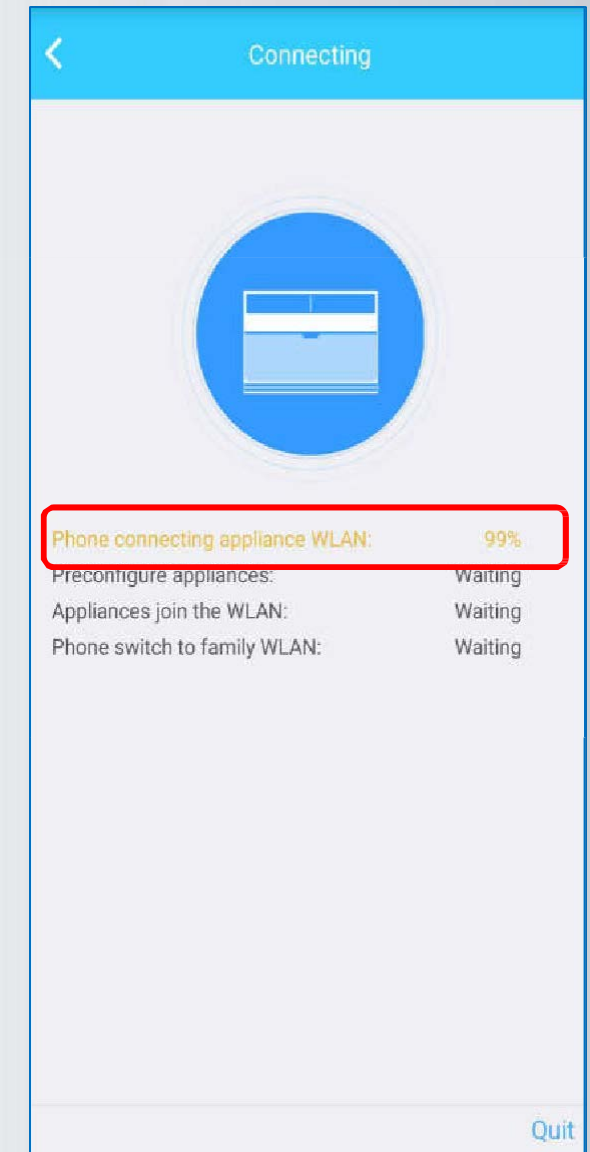 Connecting
Phone connecting appliance WLAN: 99%
Preconfigure appliances: Waiting
Appliances join the WLAN: Waiting
Phone switch to family WLAN: Waiting
Quit